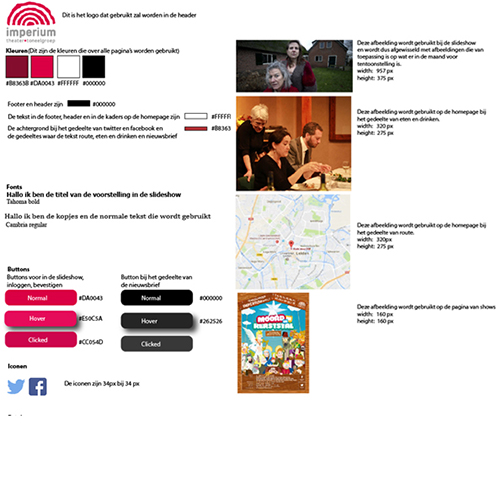 imperium
theater•toneelgroep
Dit is het logo dat gebruikt zal worden in de header
Kleuren(Dit zijn de kleuren die over alle pagina's worden gebruikt)
#B8363B #DA0043 #FFFFFF #000000
Footer en header zijn #000000
De tekst in de footer, header en in de kaders op de homepage zijn #FFFFF
De achtergrond bij het gedeelte van twitter en facebook en #B8363
de gedeeltes waar de tekst route, eten en drinken en nieuwsbrief
Fonts
Hallo ik ben de titel van de voorstelling in de slideshow
Tahoma bold
Hallo ik ben de kopjes en de normale tekst die wordt gebruikt
Cambria regular
Buttons
Buttons voor in de slideshow,
inloggen, bevestigen
Normal #DA0043
Hover #E50C5A
Clicked #CC054D
Button bij het gedeelte van
de nieuwsbrief
Normal #000000
Hover #262526
Clicked
Iconen
De iconen zijn 34px bij 34 px
Deze afbeelding wordt gebruikt bij de slideshow
en wordt dus afgewisseld met afbeeldingen die van
toepassing is op wat er in de maand voor
tentoonstelling is.
width: 957 px
height: 375 px
Deze afbeelding wordt gebruikt op de homepage bij
het gedeelte van eten en drinken.
width: 320 px
height: 275 px
Deze afbeelding wordt gebruikt op de homepage bij
het gedeelte van route.
width: 320px
height: 275 px
MOORD
KERSTSTAL
Deze afbeelding wordt gebruikt op de pagina van shows
width: 160 px
height: 160 px